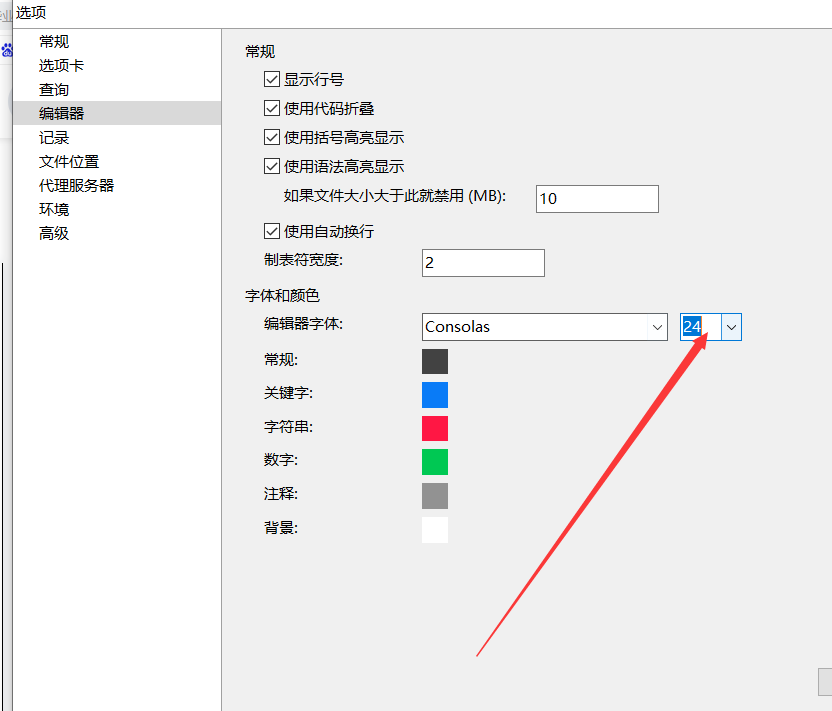 选项
常规
选项卡
查询
编辑器
记录
文件位置
代理服务器
环境
高级
常规
显示行号
使用代码折叠
使用括号高亮显示
使用语法高亮显示
如果文件大小大于此就禁用 (MB): 10
使用自动换行
制表符宽度: 2
字体和颜色
编辑器字体: Consolas 24
常规:
关键字:
字符串:
数字:
注释:
背景: